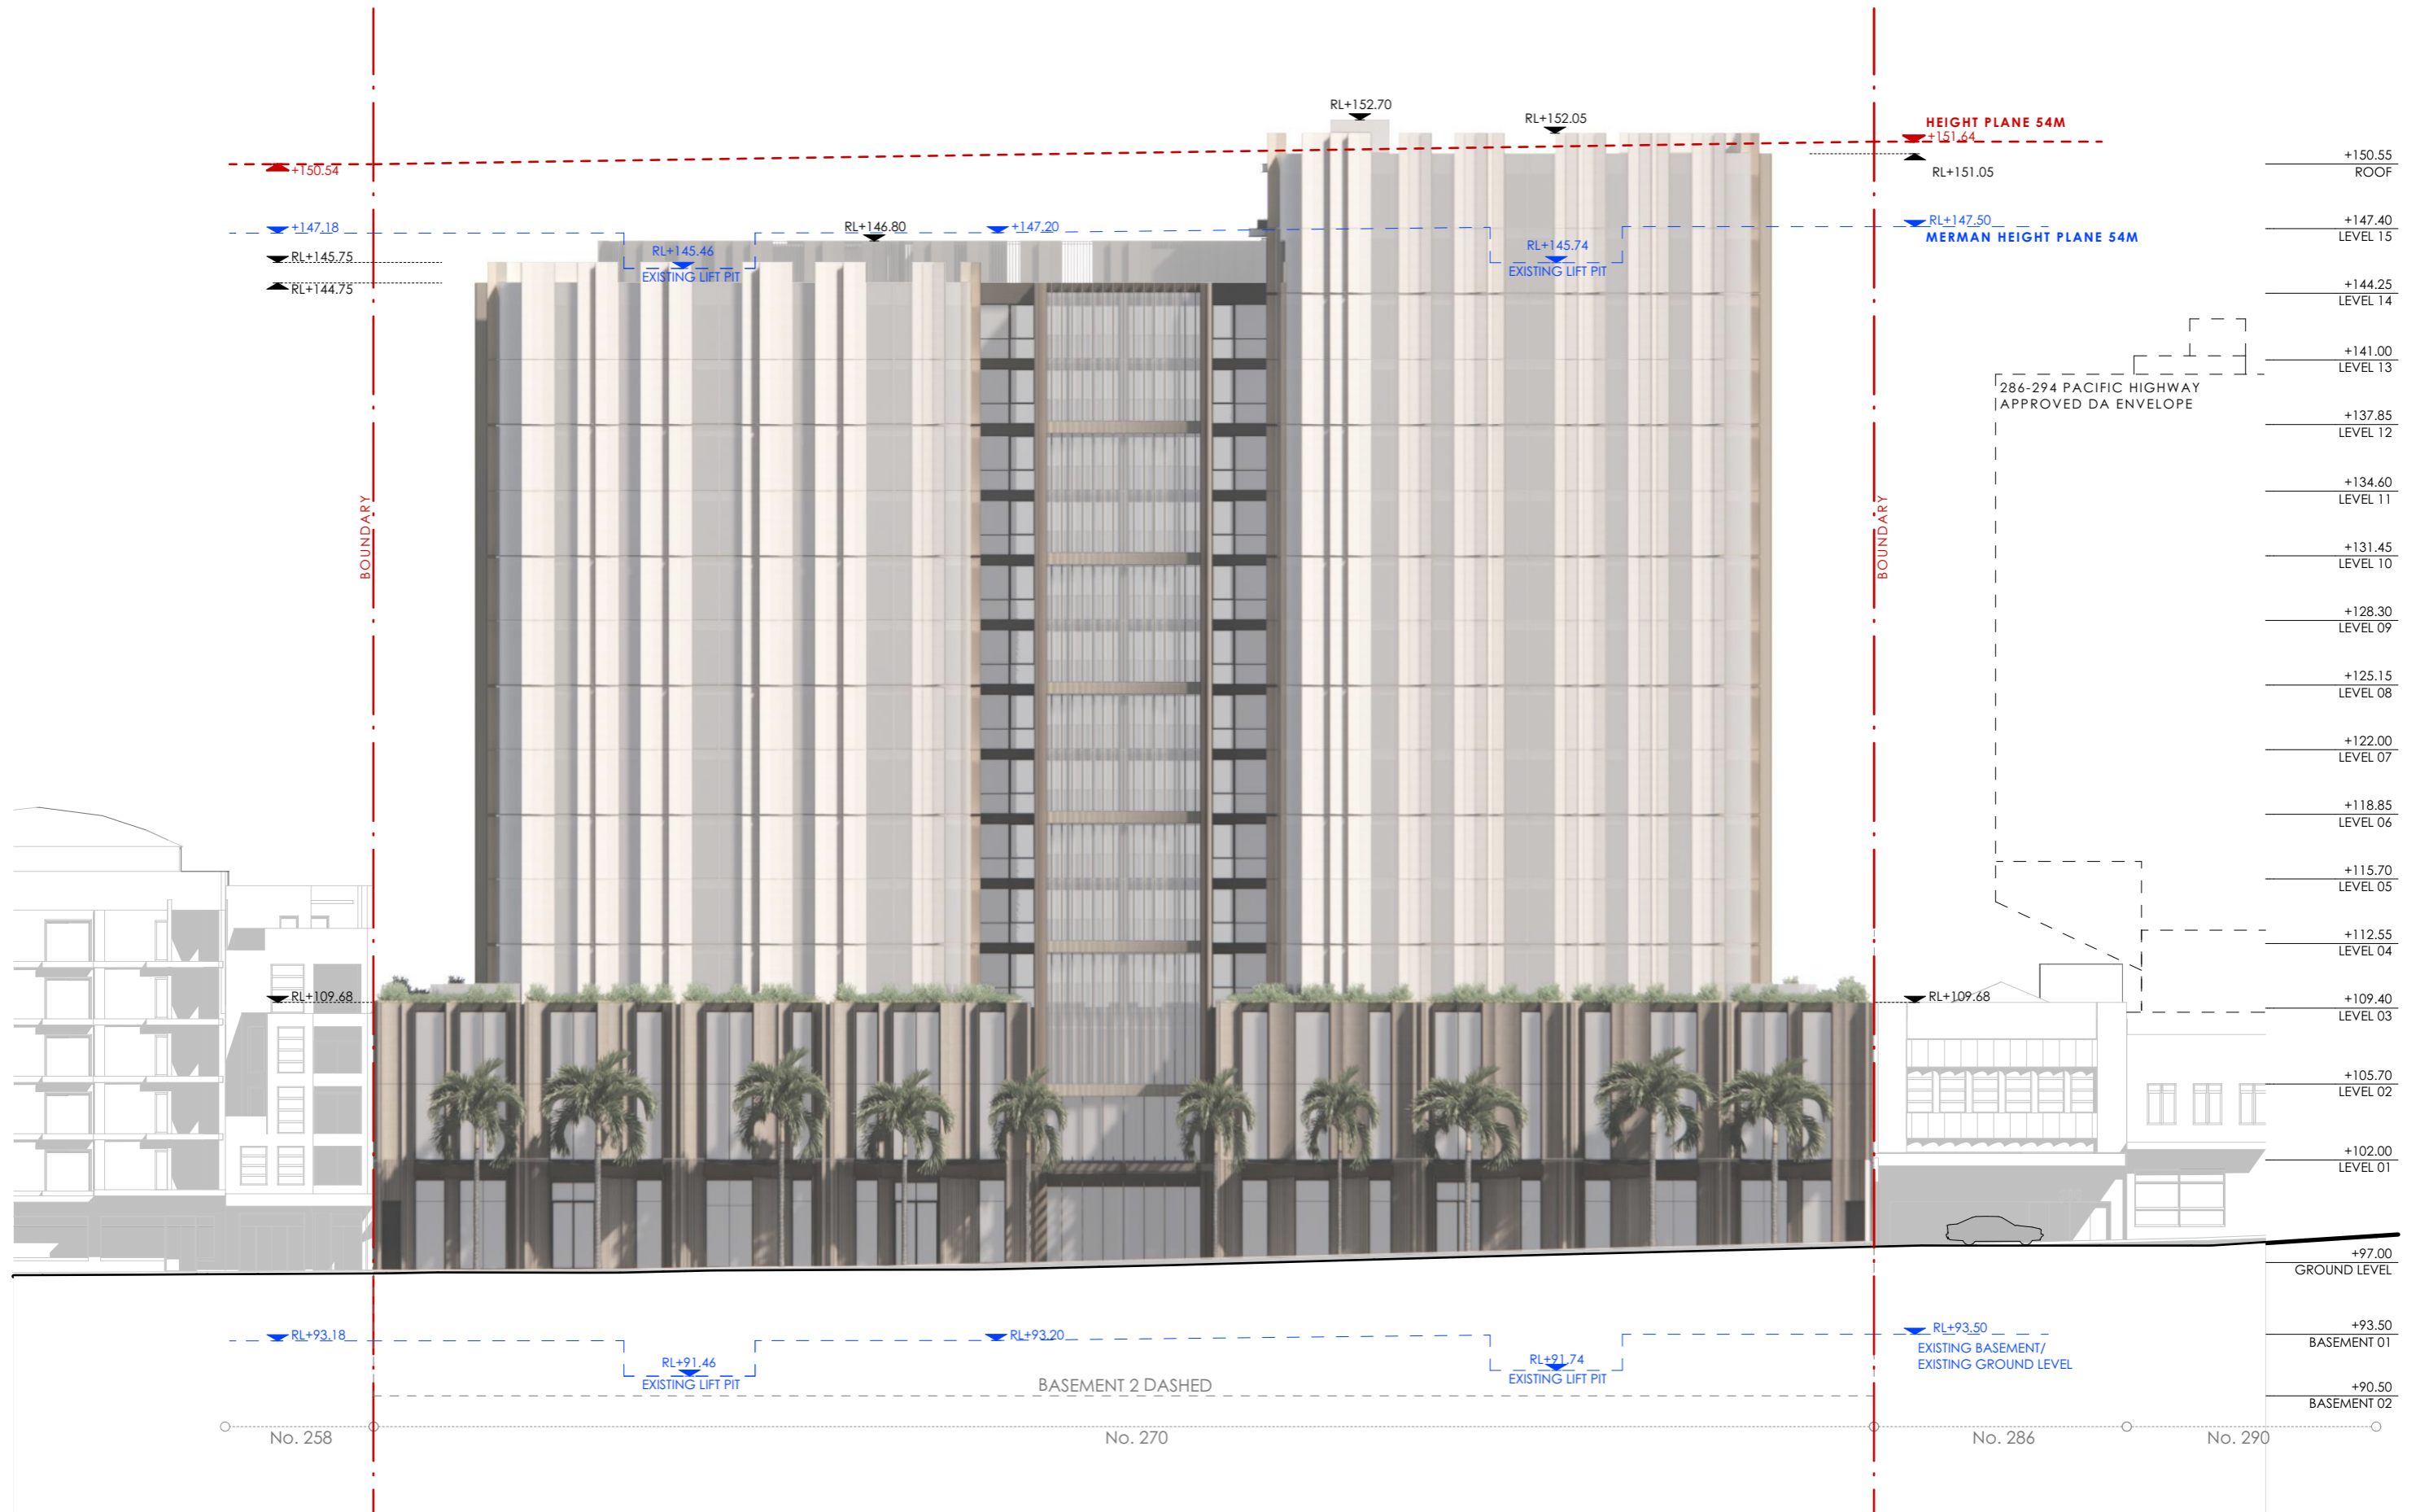 RL+152.70
RL+152.05
HEIGHT PLANE 54M
+151.64
RL+151.05
+150.54
+150.55
ROOF
+147.18
RL+146.80
+147.20
RL+147.50
MERMAN HEIGHT PLANE 54M
+147.40
LEVEL 15
RL+145.75
RL+145.46
EXISTING LIFT PIT
RL+145.74
EXISTING LIFT PIT
RL+144.75
+144.25
LEVEL 14
+141.00
LEVEL 13
286-294 PACIFIC HIGHWAY
APPROVED DA ENVELOPE
+137.85
LEVEL 12
BOUNDARY
BOUNDARY
+134.60
LEVEL 11
+131.45
LEVEL 10
+128.30
LEVEL 09
+125.15
LEVEL 08
+122.00
LEVEL 07
+118.85
LEVEL 06
+115.70
LEVEL 05
+112.55
LEVEL 04
RL+109.68
RL+109.68
+109.40
LEVEL 03
+105.70
LEVEL 02
+102.00
LEVEL 01
+97.00
GROUND LEVEL
RL+93.18
RL+93.20
RL+93.50
EXISTING BASEMENT/
EXISTING GROUND LEVEL
+93.50
BASEMENT 01
RL+91.46
EXISTING LIFT PIT
RL+91.74
EXISTING LIFT PIT
BASEMENT 2 DASHED
+90.50
BASEMENT 02
No. 258
No. 270
No. 286
No. 290